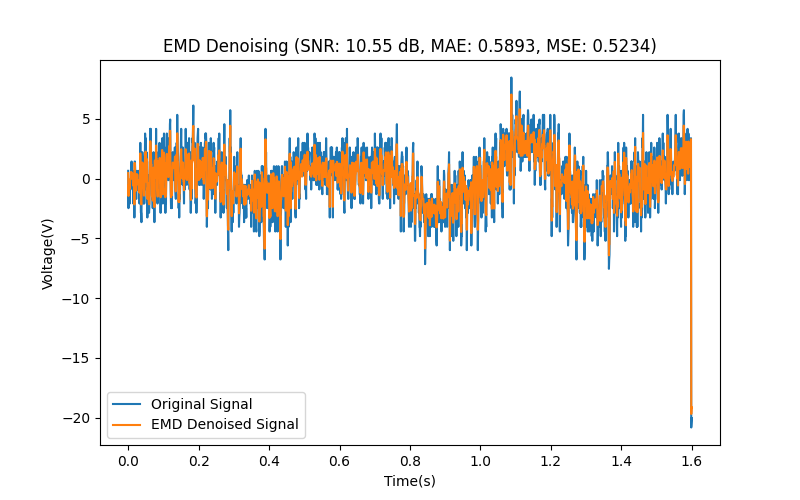 EMD Denoising (SNR: 10.55 dB, MAE: 0.5893, MSE: 0.5234)
5
0
−5
−10
−15
−20
Voltage(V)
Original Signal
EMD Denoised Signal
0.0 0.2 0.4 0.6 0.8 1.0 1.2 1.4 1.6
Time(s)